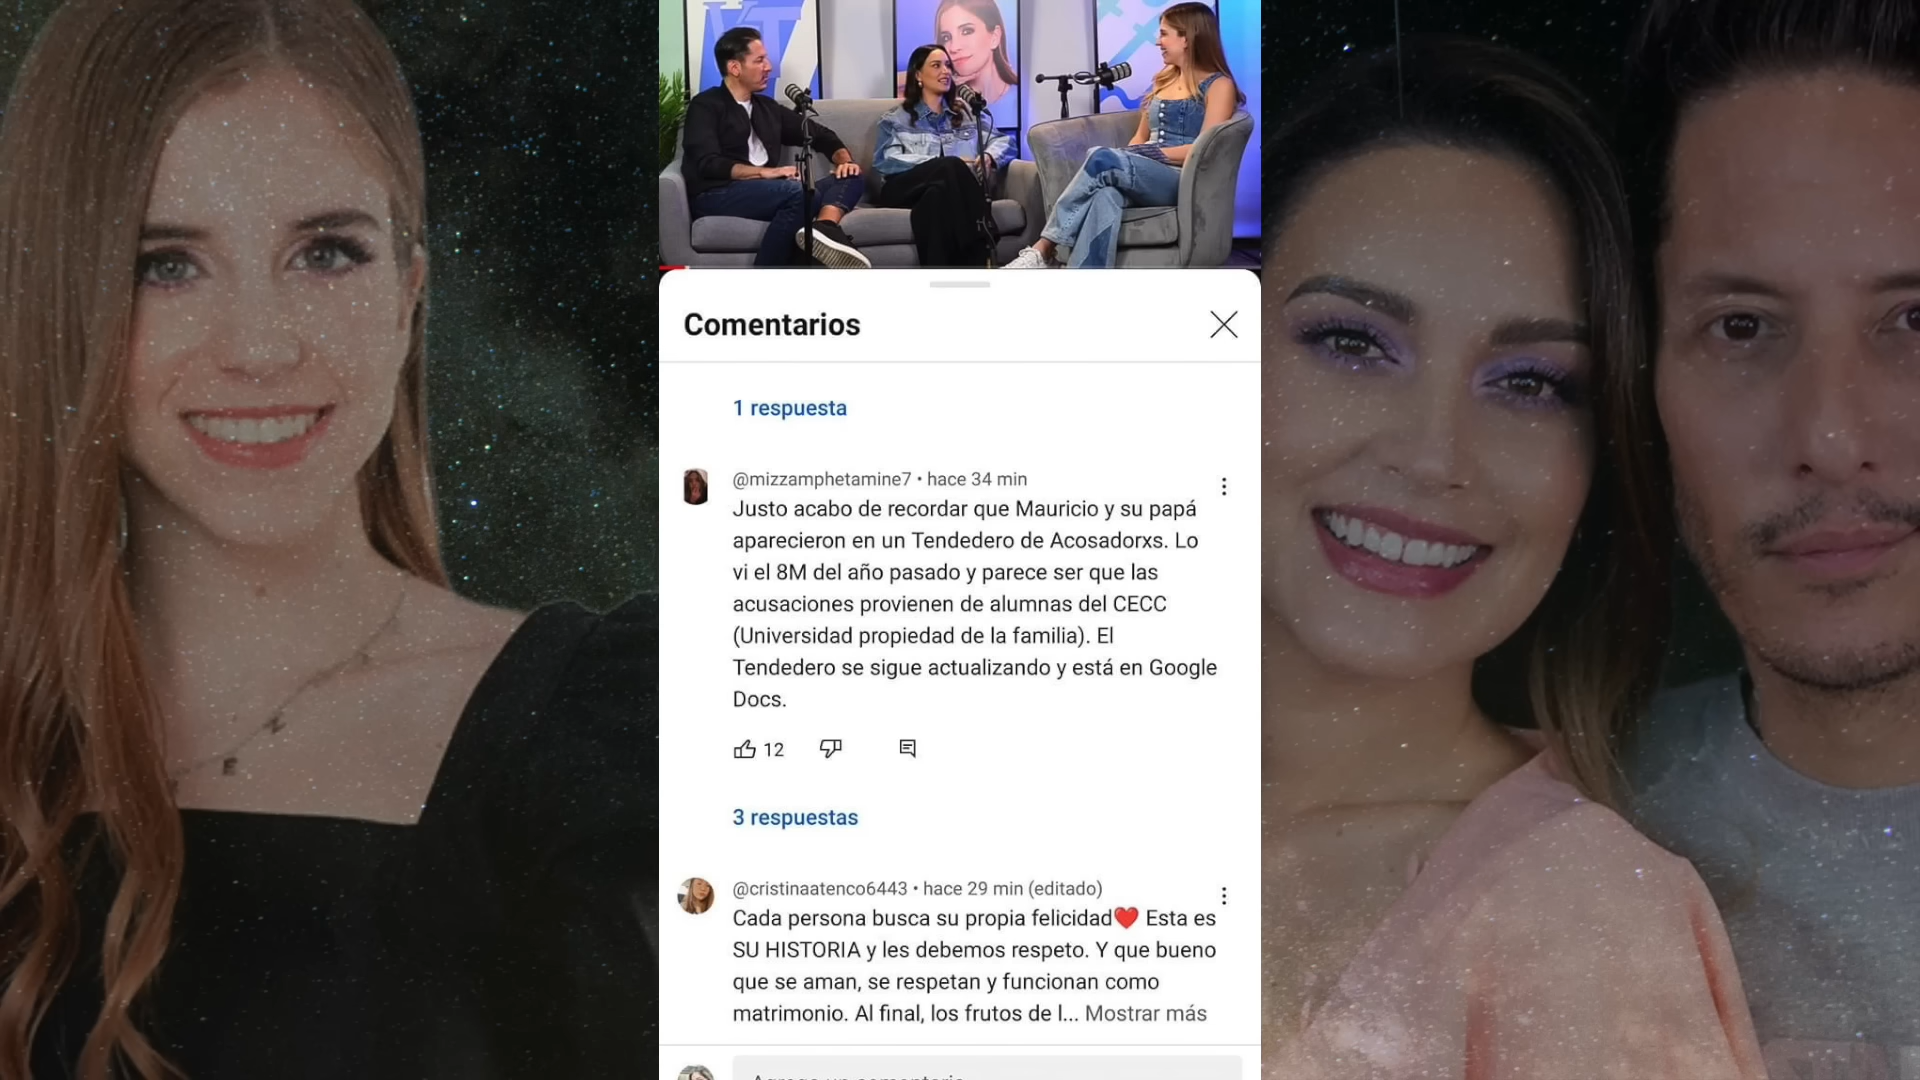 Comentarios
1 respuesta
@mizzamphetamine7 • hace 34 min
Justo acabo de recordar que Mauricio y su papá
aparecieron en un Tendedero de Acosadorxs. Lo
vi el 8M del año pasado y parece ser que las
acusaciones provienen de alumnas del CECC
(Universidad propiedad de la familia). El
Tendedero se sigue actualizando y está en Google
Docs.
12
3 respuestas
@cristinaatenco6443 • hace 29 min (editado)
Cada persona busca su propia felicidad❤️ Esta es
SU HISTORIA y les debemos respeto. Y que bueno
que se aman, se respetan y funcionan como
matrimonio. Al final, los frutos de l... Mostrar más